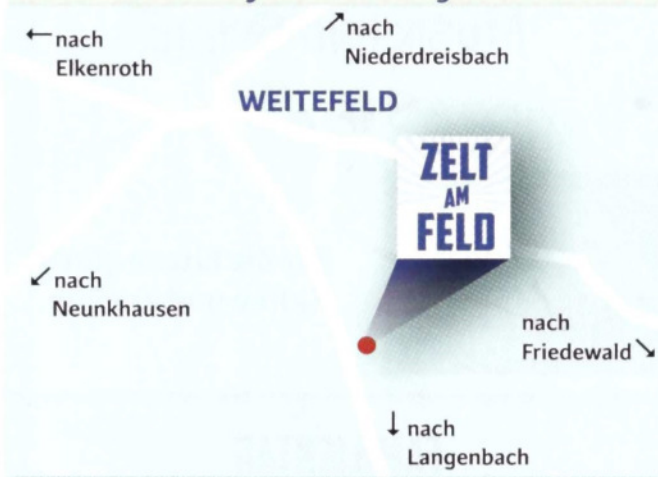 ← nach
Elkenroth
↗ nach
Niederdreisbach
WEITEFELD
ZELT
AM
FELD
↙ nach
Neunkhausen
nach
Friedewald ↘
↓ nach
Langenbach